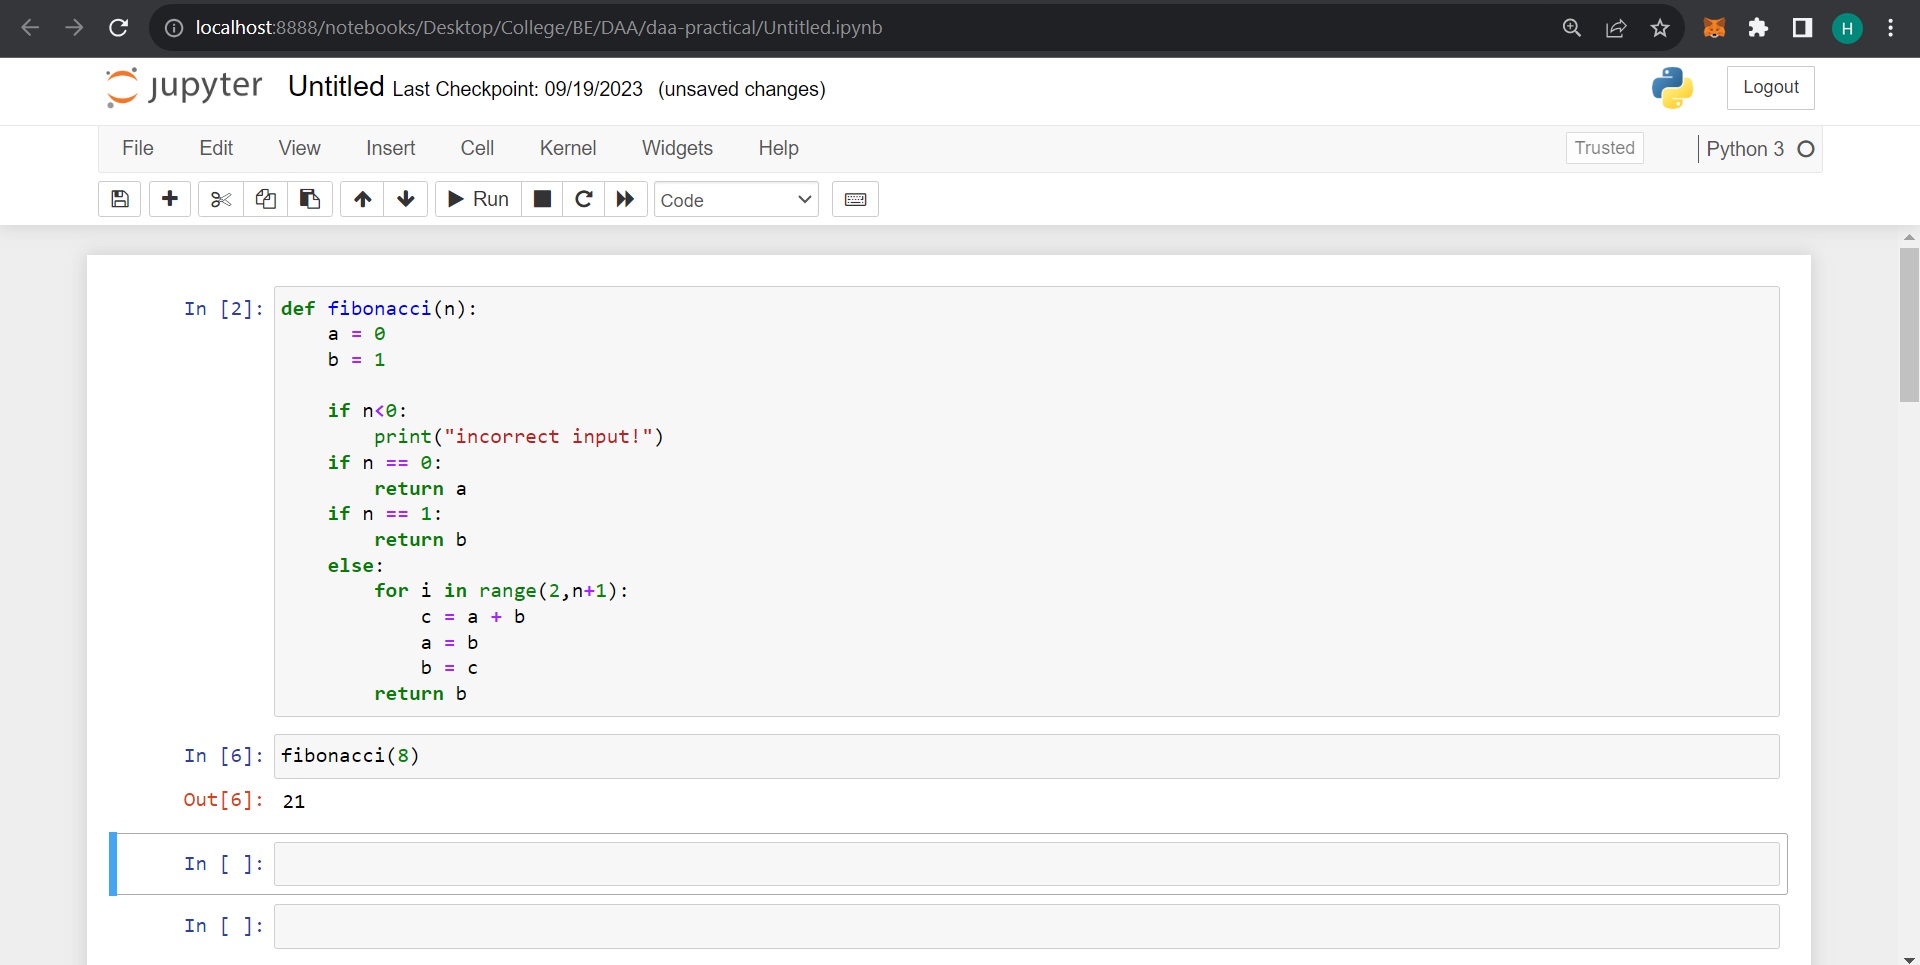 localhost:8888/notebooks/Desktop/College/BE/DAA/daa-practical/Untitled.ipynb
H
jupyter Untitled Last Checkpoint: 09/19/2023 (unsaved changes)
Logout
File Edit View Insert Cell Kernel Widgets Help Trusted Python 3
Run Code
In [2]: def fibonacci(n):
    a = 0
    b = 1
    if n<0:
        print("incorrect input!")
    if n == 0:
        return a
    if n == 1:
        return b
    else:
        for i in range(2,n+1):
            c = a + b
            a = b
            b = c
        return b
In [6]: fibonacci(8)
Out[6]: 21
In [ ]:
In [ ]: